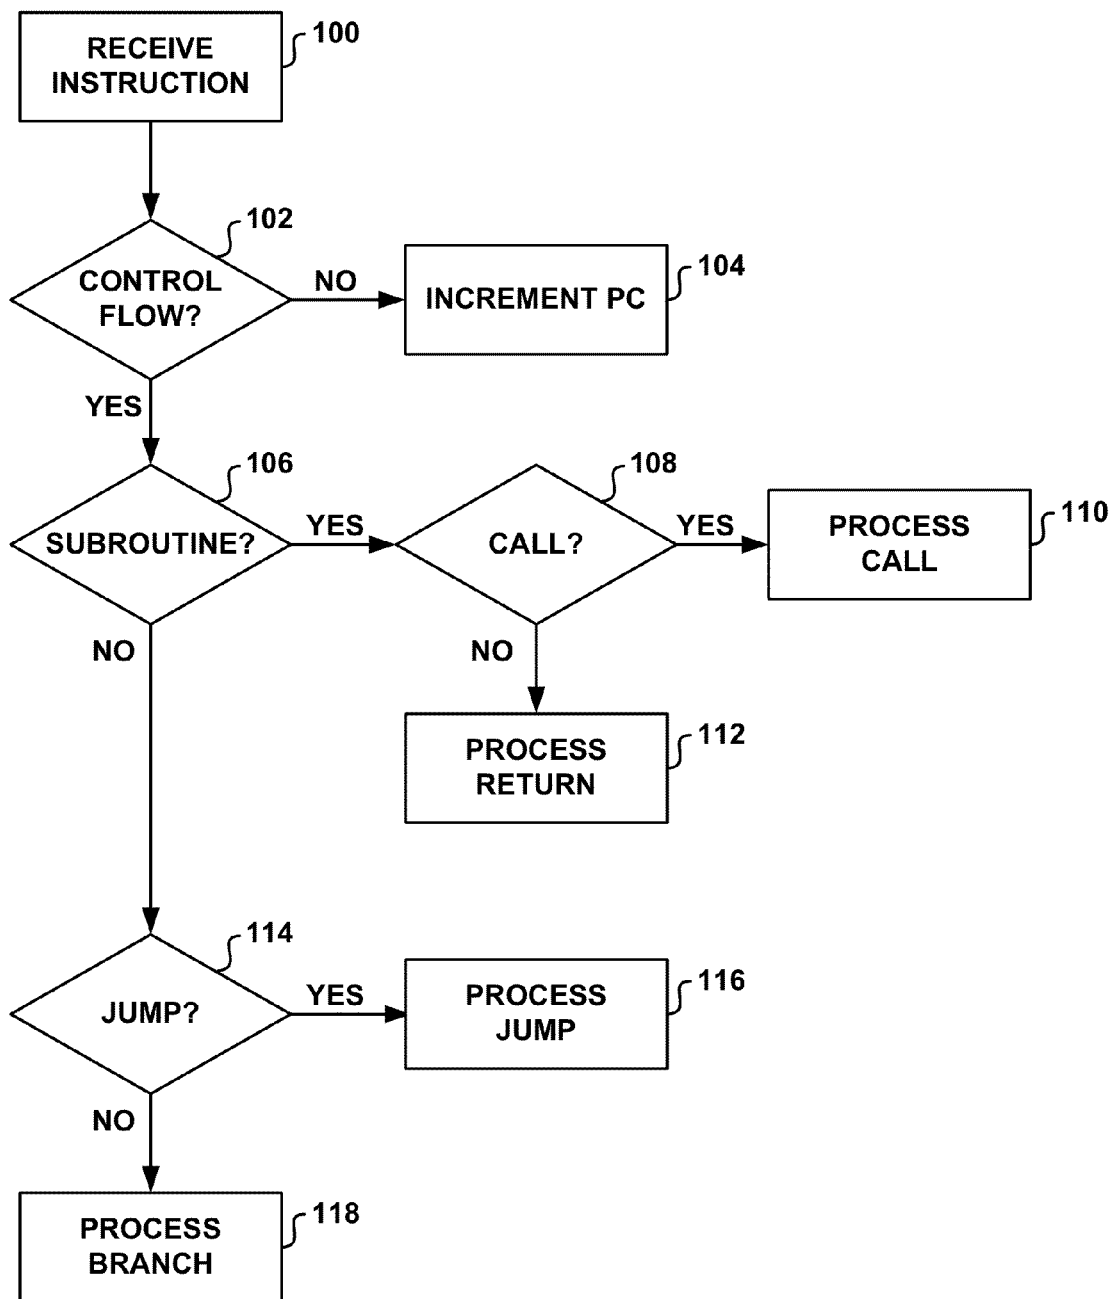 RECEIVE
INSTRUCTION
100
102
CONTROL
FLOW?
NO
INCREMENT PC
104
YES
106
SUBROUTINE?
YES
108
CALL?
YES
PROCESS
CALL
110
NO
NO
PROCESS
RETURN
112
114
JUMP?
YES
PROCESS
JUMP
116
NO
PROCESS
BRANCH
118